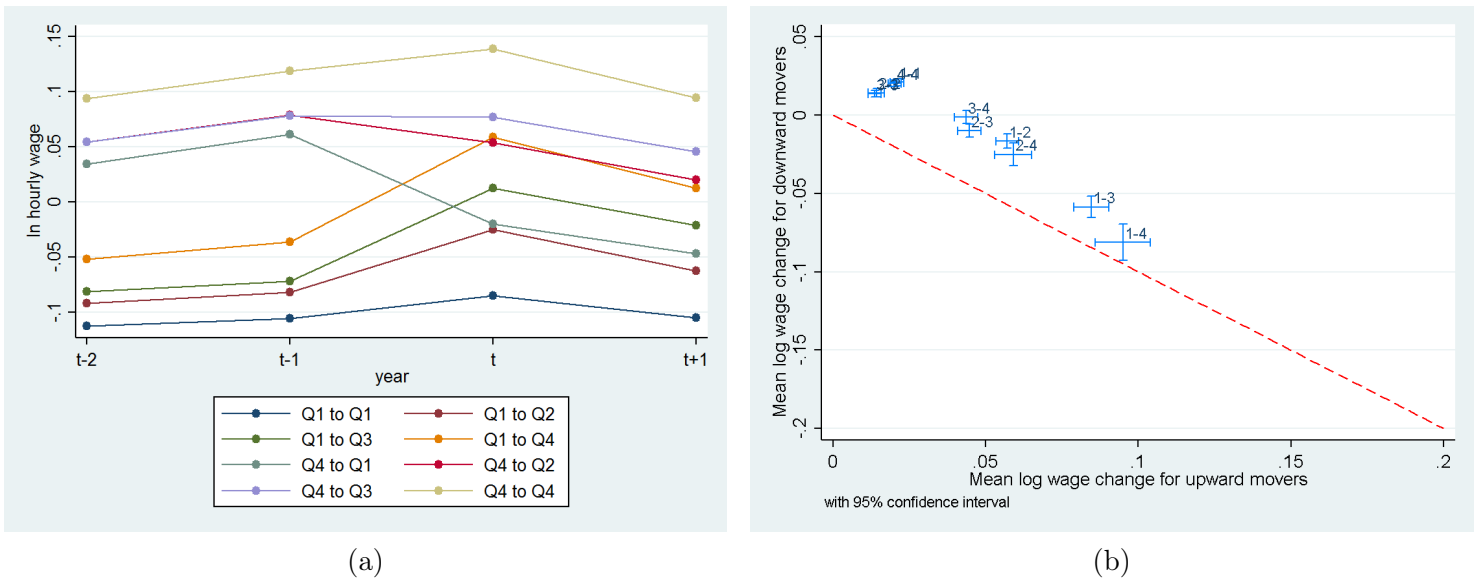 .15
.1
.05
0
-.05
-.1
ln hourly wage
t-2 t-1 t t+1
year
Q1 to Q1 Q1 to Q2
Q1 to Q3 Q1 to Q4
Q4 to Q1 Q4 to Q2
Q4 to Q3 Q4 to Q4
(a)
.05
0
-.05
-.1
-.15
-.2
Mean log wage change for downward movers
3-4
2-3
1-2
2-4
1-3
1-4
0 .05 .1 .15 .2
Mean log wage change for upward movers
with 95% confidence interval
(b)